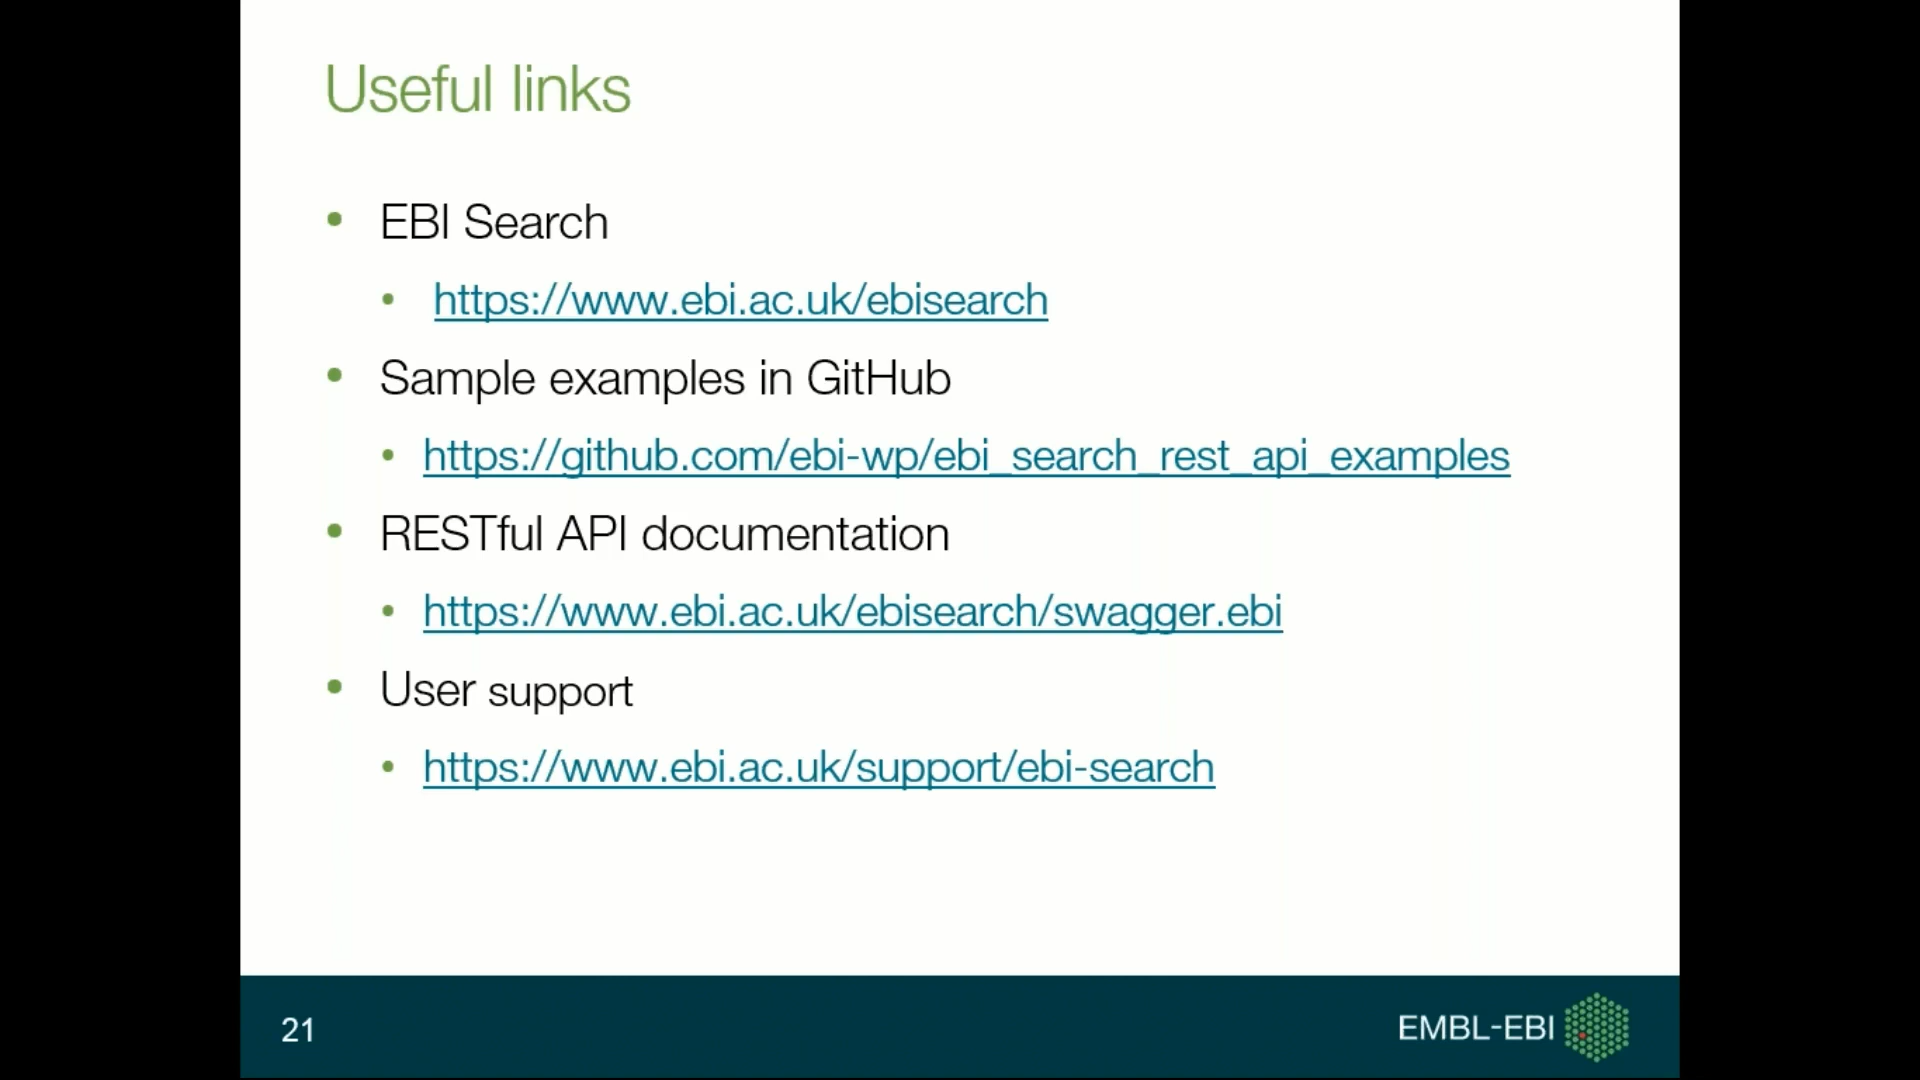 Useful links
• EBI Search
• https://www.ebi.ac.uk/ebisearch
• Sample examples in GitHub
• https://github.com/ebi-wp/ebi_search_rest_api_examples
• RESTful API documentation
• https://www.ebi.ac.uk/ebisearch/swagger.ebi
• User support
• https://www.ebi.ac.uk/support/ebi-search
21
EMBL-EBI